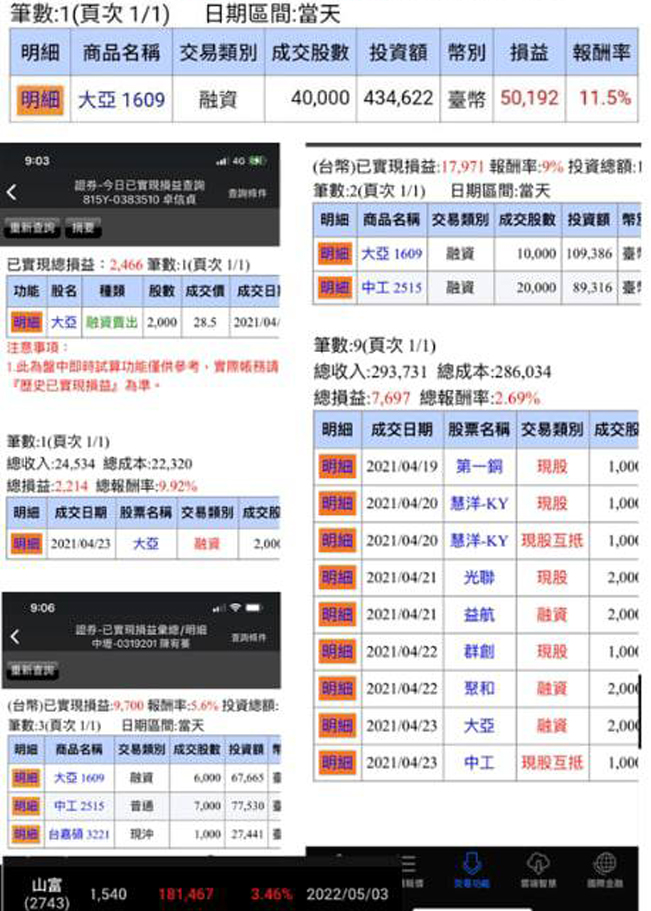 筆數:1(頁次 1/1) 日期區間:當天
明細 商品名稱 交易類別 成交股數 投資額 幣別 損益 報酬率
明細 大亞 1609 融資 40,000 434,622 臺幣 50,192 11.5%
9:03 4G
證券-今日已實現損益查詢
815Y-0383510 卓信貞
查詢條件
重新查詢 摘要
已實現總損益：2,466 筆數:1(頁次 1/1)
功能 股名 種類 股數 成交價 成交日
明細 大亞 融資賣出 2,000 28.5 2021/04/
注意事項：
1.此為盤中即時試算功能僅供參考，實際帳務請
『歷史已實現損益』為準。
筆數:1(頁次 1/1)
總收入:24,534 總成本:22,320
總損益:2,214 總報酬率:9.92%
明細 成交日期 股票名稱 交易類別 成交股
明細 2021/04/23 大亞 融資 2,00
9:06
證券-已實現損益彙總/明細
中壢-0319201 陳宥蓁
查詢條件
重新查詢
(台幣)已實現損益:9,700 報酬率:5.6% 投資總額:
筆數:3(頁次 1/1) 日期區間:當天
明細 商品名稱 交易類別 成交股數 投資額
明細 大亞 1609 融資 6,000 67,665 臺
明細 中工 2515 普通 7,000 77,530 臺
明細 台嘉碩 3221 現沖 1,000 27,441 臺
山富
(2743) 1,540 181,467 3.46% 2022/05/03
(台幣)已實現損益:17,971 報酬率:9% 投資總額:1
筆數:2(頁次 1/1) 日期區間:當天
明細 商品名稱 交易類別 成交股數 投資額 幣
明細 大亞 1609 融資 10,000 109,386 臺
明細 中工 2515 融資 20,000 89,316 臺
筆數:9(頁次 1/1)
總收入:293,731 總成本:286,034
總損益:7,697 總報酬率:2.69%
明細 成交日期 股票名稱 交易類別 成交股
明細 2021/04/19 第一銅 現股 1,00
明細 2021/04/20 慧洋-KY 現股 1,00
明細 2021/04/20 慧洋-KY 現股互抵 1,00
明細 2021/04/21 光聯 現股 2,00
明細 2021/04/21 益航 融資 2,00
明細 2021/04/22 群創 現股 1,00
明細 2021/04/22 聚和 融資 2,00
明細 2021/04/23 大亞 融資 2,00
明細 2021/04/23 中工 現股互抵 1,00
交易功能 雲端智慧 國際金融